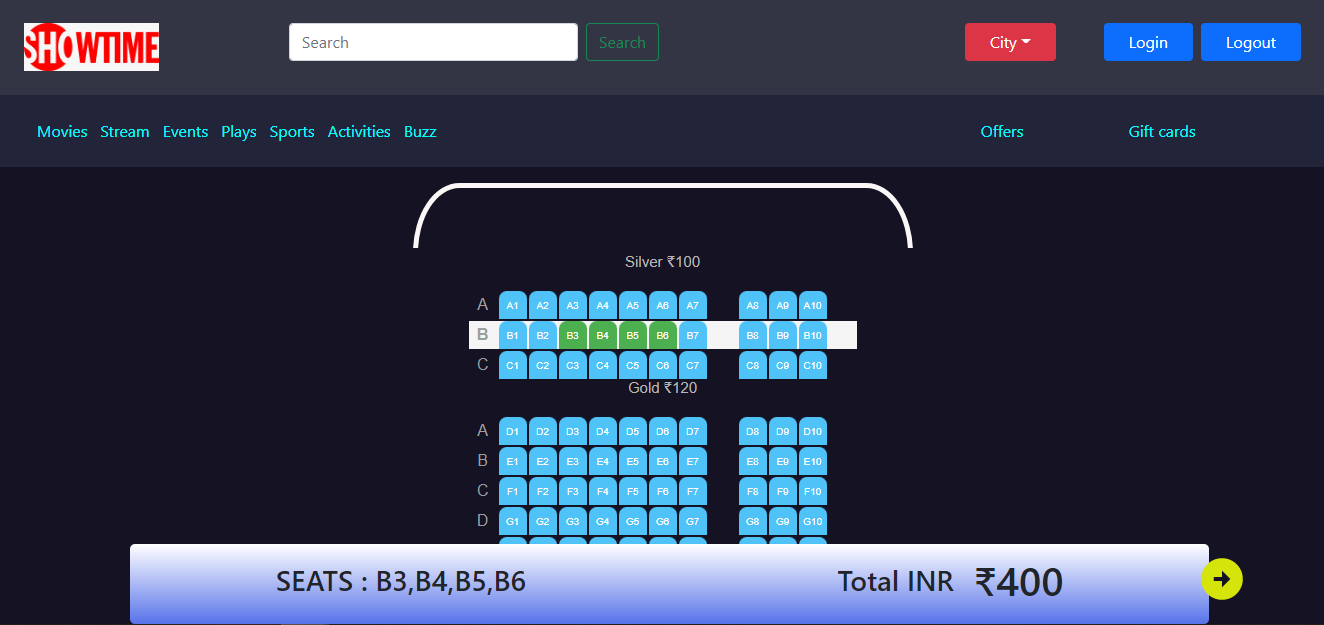 SHOWTIME Search Search City Login Logout
Movies Stream Events Plays Sports Activities Buzz Offers Gift cards
Silver ₹100
A A1 A2 A3 A4 A5 A6 A7 A8 A9 A10
B B1 B2 B3 B4 B5 B6 B7 B8 B9 B10
C C1 C2 C3 C4 C5 C6 C7 C8 C9 C10
Gold ₹120
A D1 D2 D3 D4 D5 D6 D7 D8 D9 D10
B E1 E2 E3 E4 E5 E6 E7 E8 E9 E10
C F1 F2 F3 F4 F5 F6 F7 F8 F9 F10
D G1 G2 G3 G4 G5 G6 G7 G8 G9 G10
SEATS : B3,B4,B5,B6 Total INR ₹400